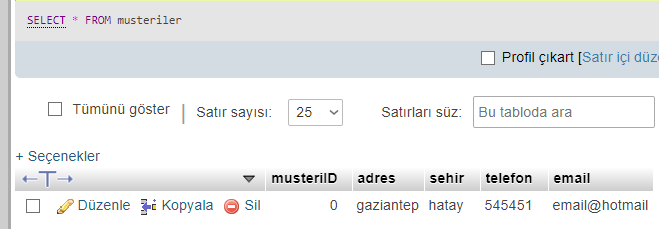 SELECT * FROM musteriler
Profil çıkart [Satır içi düze
Tümünü göster | Satır sayısı: 25 Satırları süz: Bu tabloda ara
+ Seçenekler
←T→ musteriID adres sehir telefon email
Düzenle Kopyala Sil 0 gaziantep hatay 545451 email@hotmail